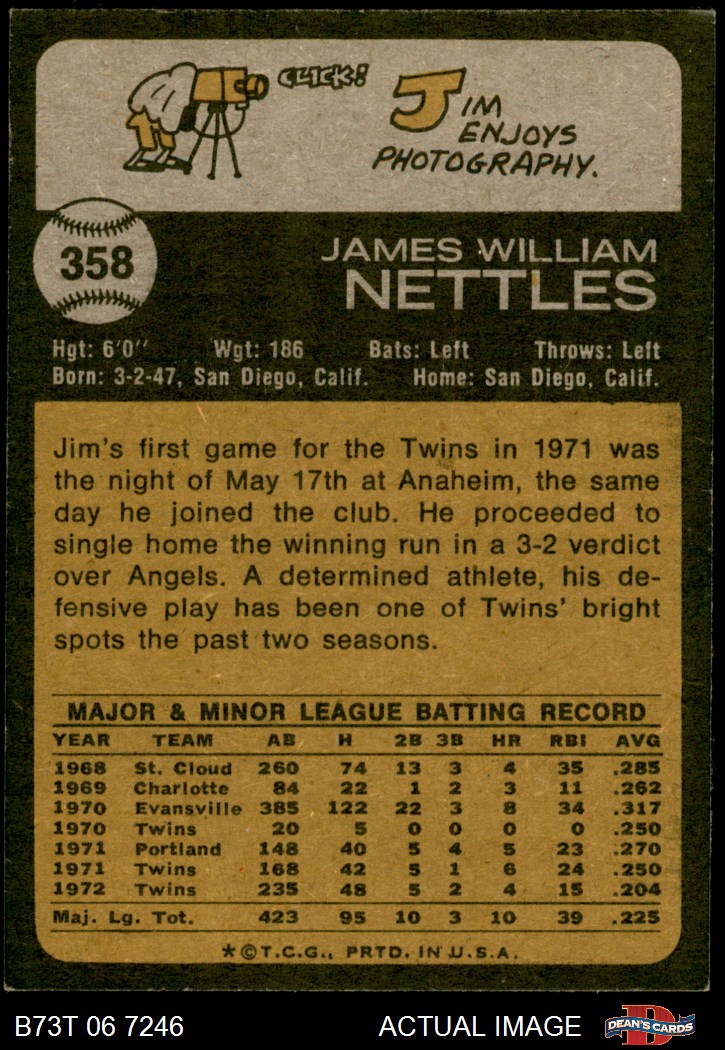 CLICK!
JIM
ENJOYS
PHOTOGRAPHY.
358
JAMES WILLIAM
NETTLES
Hgt: 6'0" Wgt: 186 Bats: Left Throws: Left
Born: 3-2-47, San Diego, Calif. Home: San Diego, Calif.
Jim's first game for the Twins in 1971 was
the night of May 17th at Anaheim, the same
day he joined the club. He proceeded to
single home the winning run in a 3-2 verdict
over Angels. A determined athlete, his de-
fensive play has been one of Twins' bright
spots the past two seasons.
MAJOR & MINOR LEAGUE BATTING RECORD
YEAR TEAM AB H 2B 3B HR RBI AVG
1968 St. Cloud 260 74 13 3 4 35 .285
1969 Charlotte 84 22 1 2 3 11 .262
1970 Evansville 385 122 22 3 8 34 .317
1970 Twins 20 5 0 0 0 0 .250
1971 Portland 148 40 5 4 5 23 .270
1971 Twins 168 42 5 1 6 24 .250
1972 Twins 235 48 5 2 4 15 .204
Maj. Lg. Tot. 423 95 10 3 10 39 .225
*©T.C.G., PRTD. IN U.S.A.
B73T 06 7246 ACTUAL IMAGE
D
DEAN'S CARDS